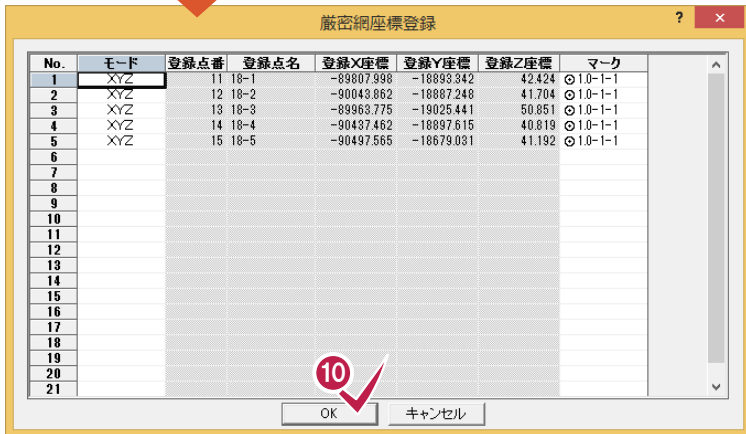 厳密網座標登録 ? ×
No. モード 登録点番 登録点名 登録X座標 登録Y座標 登録Z座標 マーク
1 XYZ 11 18-1 -89807.998 -18893.342 42.424 ⊙1.0-1-1
2 XYZ 12 18-2 -90043.862 -18887.248 41.704 ⊙1.0-1-1
3 XYZ 13 18-3 -89963.775 -19025.441 50.851 ⊙1.0-1-1
4 XYZ 14 18-4 -90437.462 -18897.615 40.819 ⊙1.0-1-1
5 XYZ 15 18-5 -90497.565 -18679.031 41.192 ⊙1.0-1-1
6
7
8
9
10
11
12
13
14
15
16
17
18
19
20
21
10
OK キャンセル